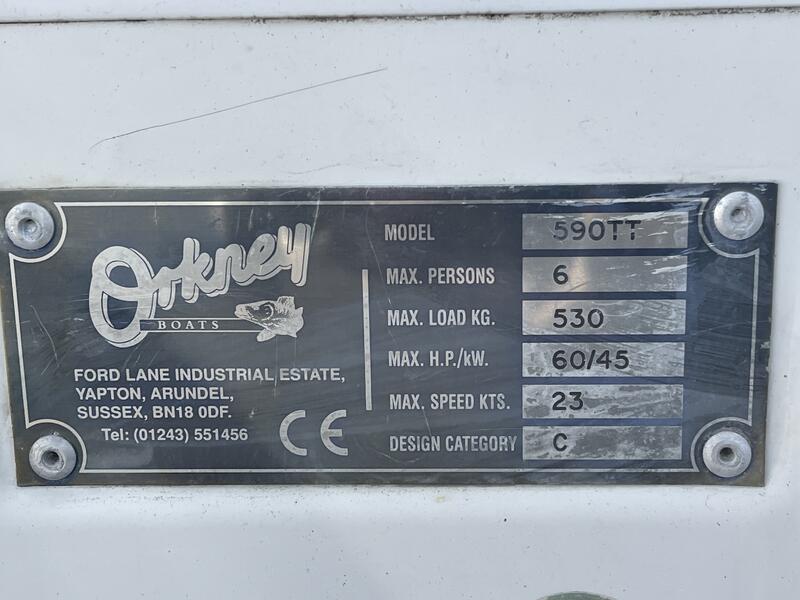 Orkney
BOATS
FORD LANE INDUSTRIAL ESTATE,
YAPTON, ARUNDEL,
SUSSEX, BN18 0DF.
Tel: (01243) 551456
CE
MODEL 590TT
MAX. PERSONS 6
MAX. LOAD KG. 530
MAX. H.P./kW. 60/45
MAX. SPEED KTS. 23
DESIGN CATEGORY C